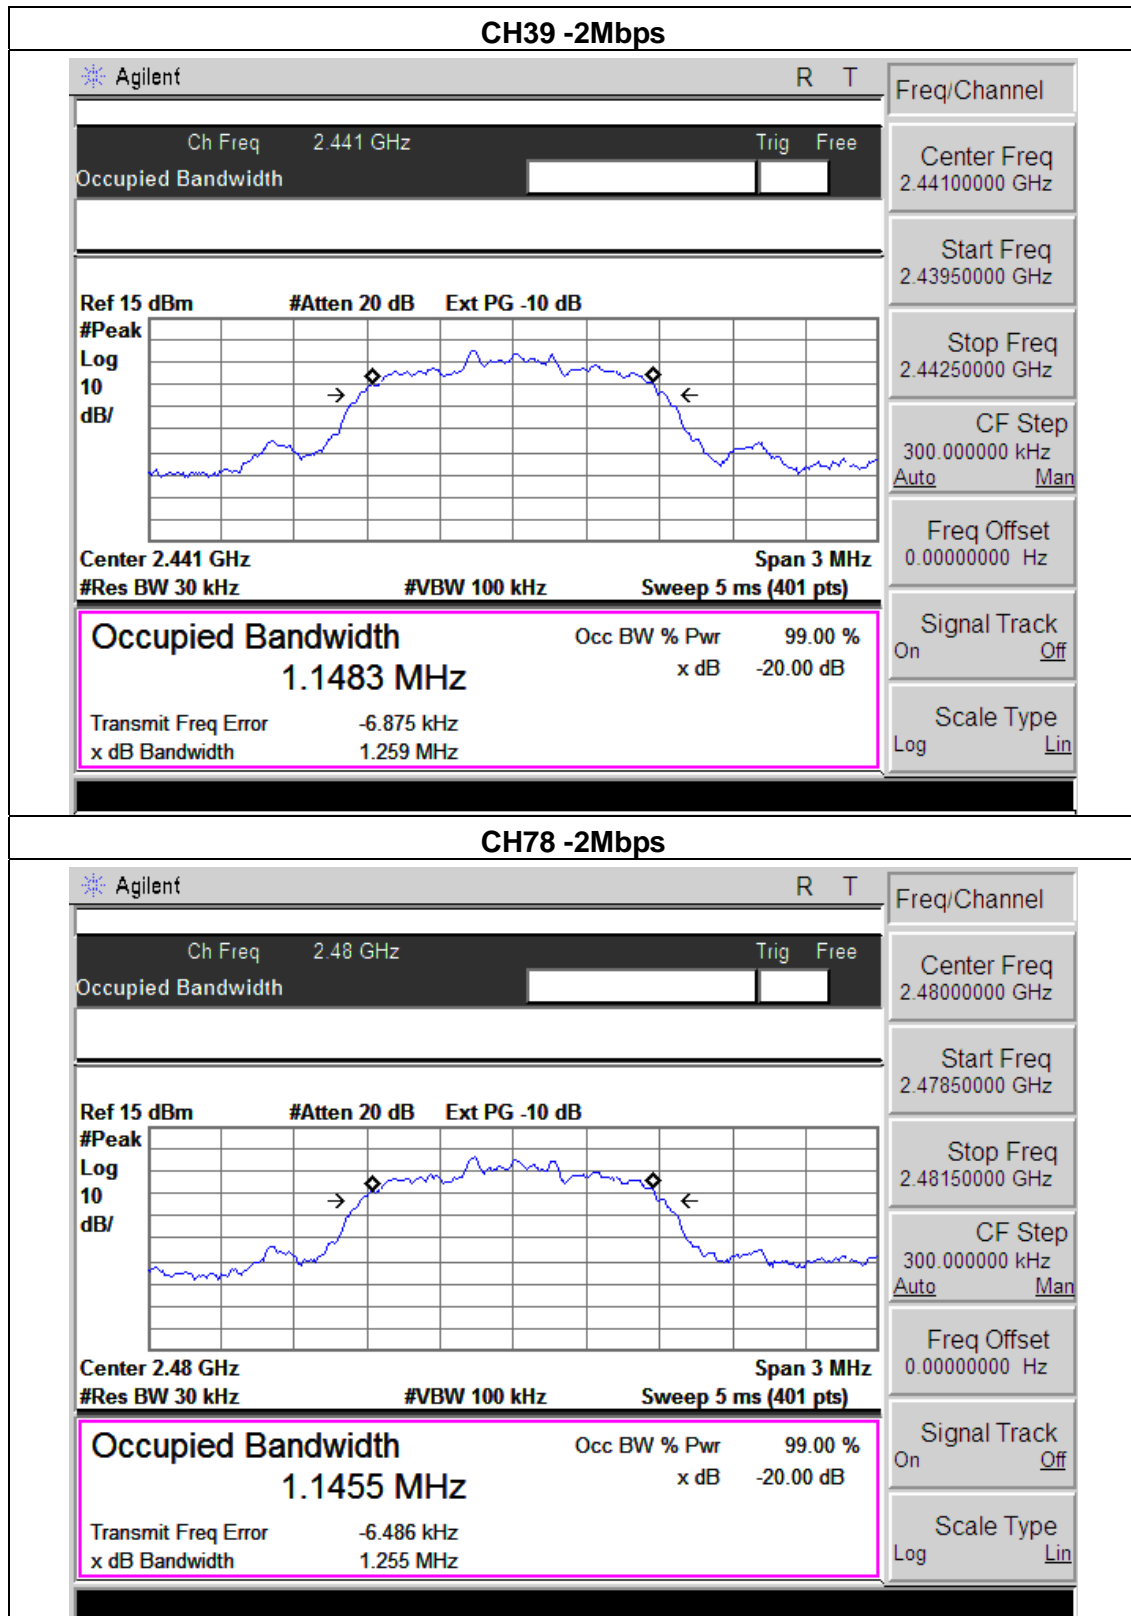 CH39 -2Mbps
Agilent R T
Freq/Channel
Ch Freq 2.441 GHz Trig Free
Occupied Bandwidth
Center Freq
2.44100000 GHz
Start Freq
2.43950000 GHz
Stop Freq
2.44250000 GHz
CF Step
300.000000 kHz
Auto Man
Freq Offset
0.00000000 Hz
Signal Track
On Off
Scale Type
Log Lin
Ref 15 dBm #Atten 20 dB Ext PG -10 dB
#Peak
Log
10
dB/
Center 2.441 GHz Span 3 MHz
#Res BW 30 kHz #VBW 100 kHz Sweep 5 ms (401 pts)
Occupied Bandwidth Occ BW % Pwr 99.00 %
1.1483 MHz x dB -20.00 dB
Transmit Freq Error -6.875 kHz
x dB Bandwidth 1.259 MHz
CH78 -2Mbps
Agilent R T
Freq/Channel
Ch Freq 2.48 GHz Trig Free
Occupied Bandwidth
Center Freq
2.48000000 GHz
Start Freq
2.47850000 GHz
Stop Freq
2.48150000 GHz
CF Step
300.000000 kHz
Auto Man
Freq Offset
0.00000000 Hz
Signal Track
On Off
Scale Type
Log Lin
Ref 15 dBm #Atten 20 dB Ext PG -10 dB
#Peak
Log
10
dB/
Center 2.48 GHz Span 3 MHz
#Res BW 30 kHz #VBW 100 kHz Sweep 5 ms (401 pts)
Occupied Bandwidth Occ BW % Pwr 99.00 %
1.1455 MHz x dB -20.00 dB
Transmit Freq Error -6.486 kHz
x dB Bandwidth 1.255 MHz